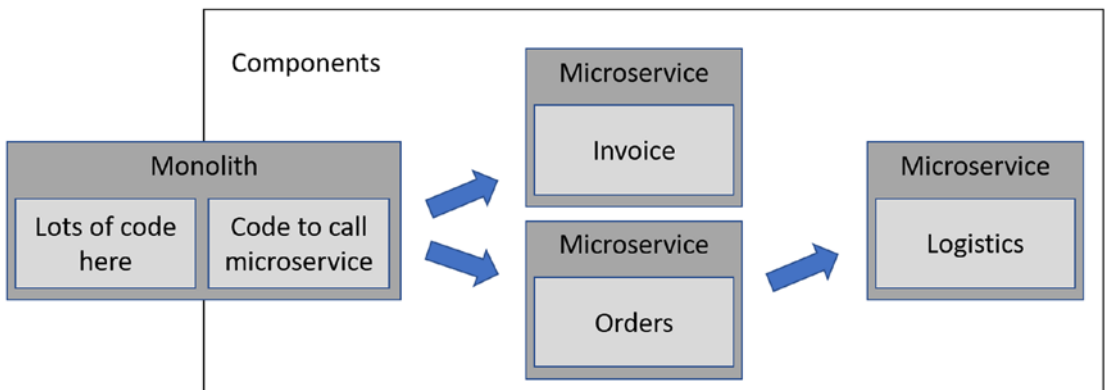 Components
Monolith
Lots of code
here
Code to call
microservice
Microservice
Invoice
Microservice
Orders
Microservice
Logistics